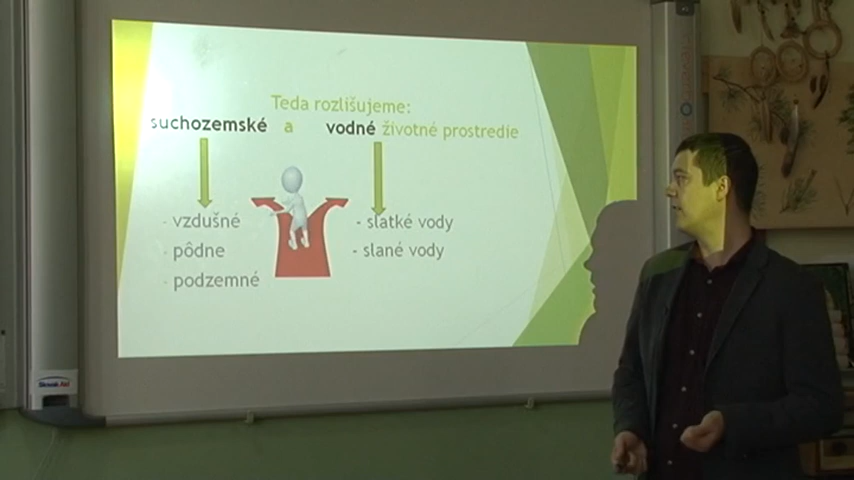 Teda rozlišujeme:
suchozemské a vodné životné prostredie
- vzdušné
- pôdne
- podzemné
- slatké vody
- slané vody